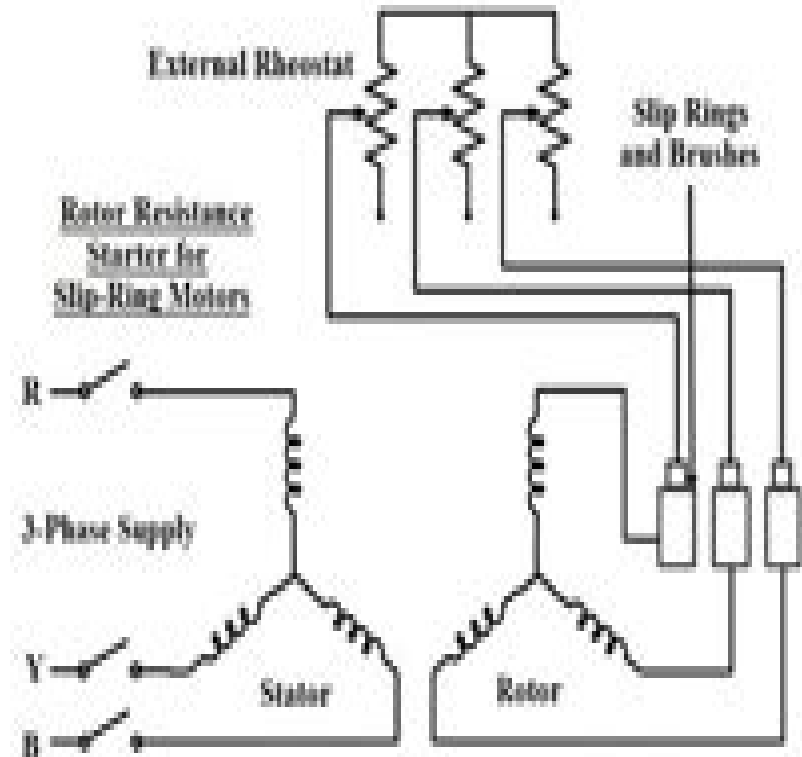 External Rheostat
Slip Rings
and Brushes
Rotor Resistance
Starter for
Slip-Ring Motors
R
3-Phase Supply
Y
Stator
Rotor
B